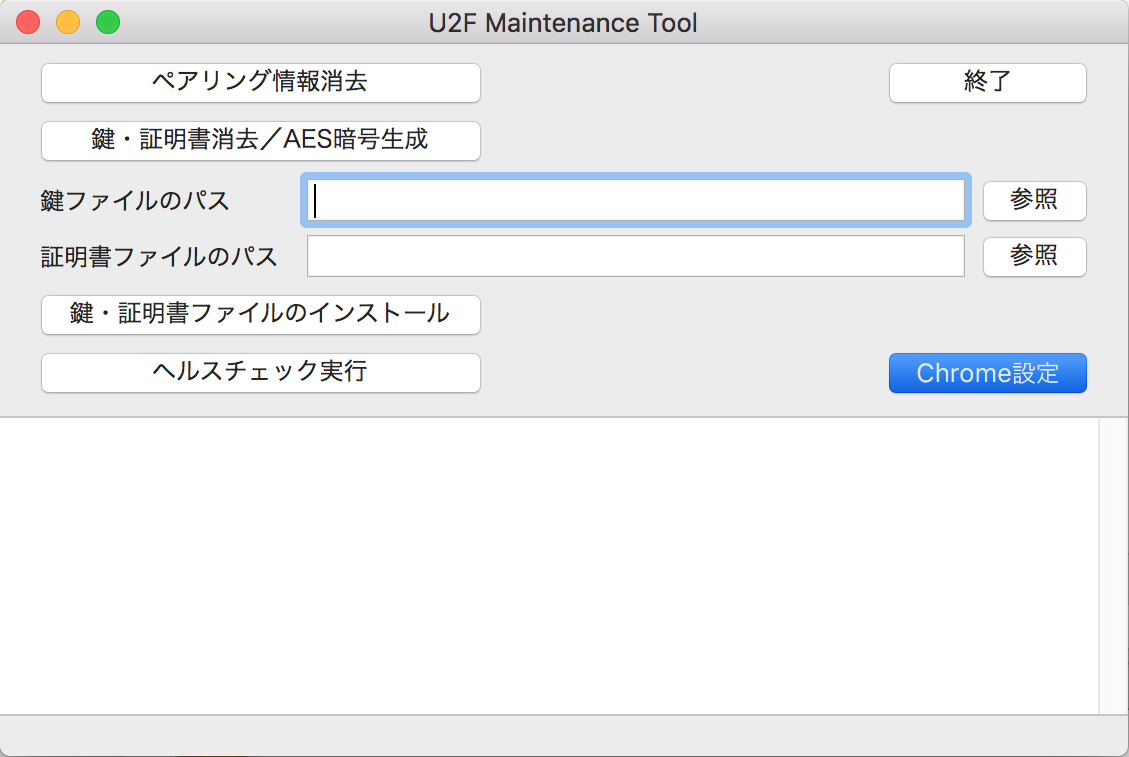 U2F Maintenance Tool
ペアリング情報消去
終了
鍵・証明書消去／AES暗号生成
鍵ファイルのパス
参照
証明書ファイルのパス
参照
鍵・証明書ファイルのインストール
ヘルスチェック実行
Chrome設定